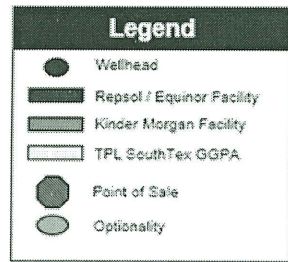 Legend
Wellhead
Repsol / Equinor Facility
Kinder Morgan Facility
TPL SouthTex GGPA
Point of Sale
Optionality